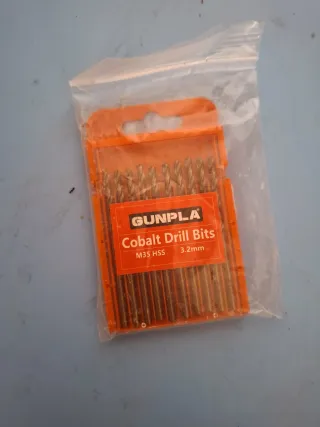 GUNPLA
Cobalt Drill Bits
M35 HSS 3.2mm